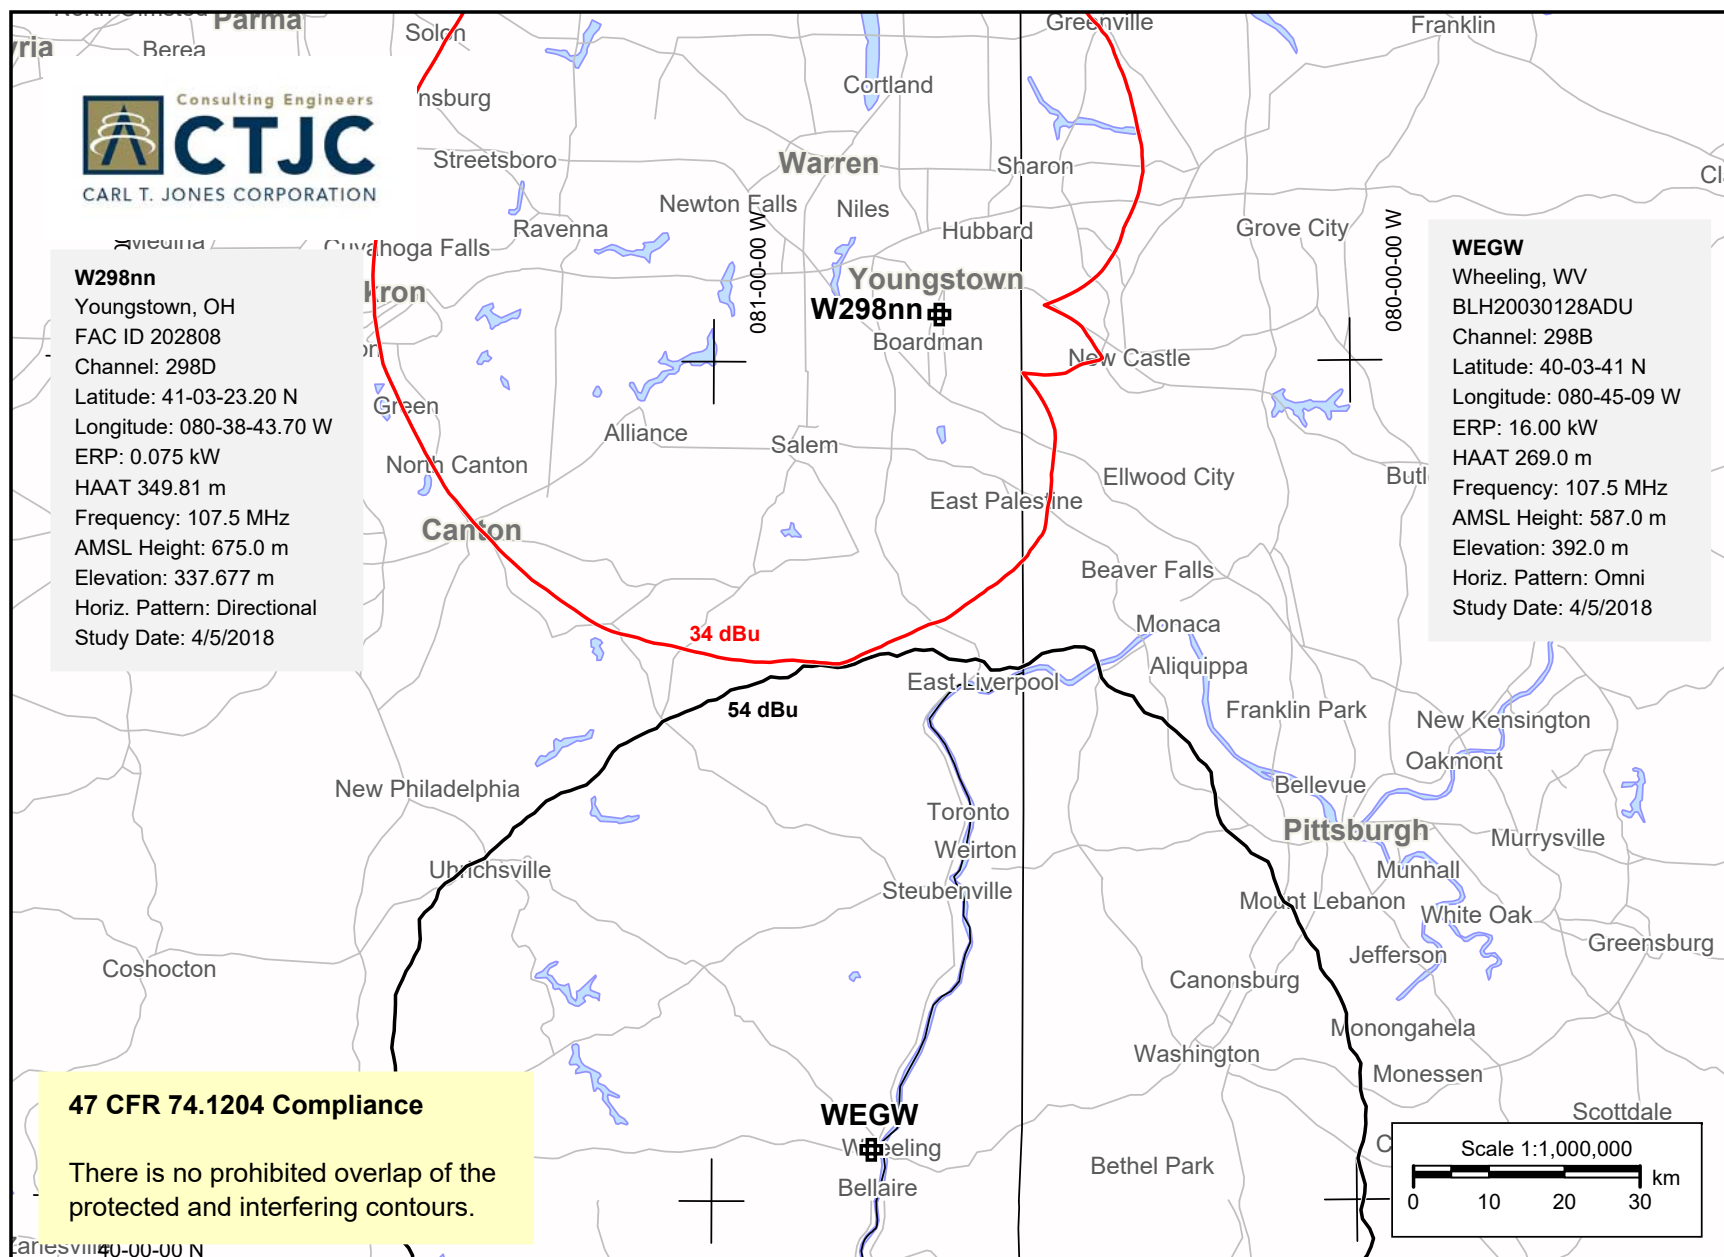 Parma
Solon
Greenville
Franklin
Berea
Cortland
Consulting Engineers
CTJC
CARL T. JONES CORPORATION
Streetsboro
Warren
Sharon
Newton Falls
Niles
Ravenna
Hubbard
Grove City
081-00-00 W
080-00-00 W
Cuyahoga Falls
Youngstown
W298nn
Boardman
New Castle
W298nn
Youngstown, OH
FAC ID 202808
Channel: 298D
Latitude: 41-03-23.20 N
Longitude: 080-38-43.70 W
ERP: 0.075 kW
HAAT 349.81 m
Frequency: 107.5 MHz
AMSL Height: 675.0 m
Elevation: 337.677 m
Horiz. Pattern: Directional
Study Date: 4/5/2018
WEGW
Wheeling, WV
BLH20030128ADU
Channel: 298B
Latitude: 40-03-41 N
Longitude: 080-45-09 W
ERP: 16.00 kW
HAAT 269.0 m
Frequency: 107.5 MHz
AMSL Height: 587.0 m
Elevation: 392.0 m
Horiz. Pattern: Omni
Study Date: 4/5/2018
Green
Alliance
Salem
North Canton
Ellwood City
East Palestine
Canton
Beaver Falls
34 dBu
Monaca
Aliquippa
East Liverpool
54 dBu
Franklin Park
New Kensington
Oakmont
New Philadelphia
Bellevue
Toronto
Pittsburgh
Murrysville
Weirton
Uhrichsville
Munhall
Steubenville
Mount Lebanon
White Oak
Greensburg
Jefferson
Coshocton
Canonsburg
Monongahela
Washington
Monessen
47 CFR 74.1204 Compliance
There is no prohibited overlap of the
protected and interfering contours.
WEGW
Wheeling
Bellaire
Bethel Park
Scottdale
Scale 1:1,000,000
km
0 10 20 30
Zanesville
40-00-00 N